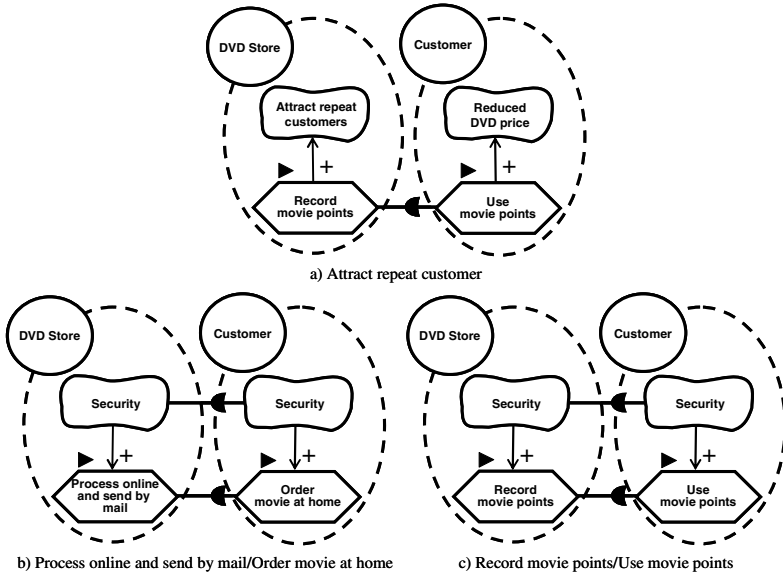 DVD Store
Customer
Attract repeat
customers
Reduced
DVD price
+
+
Record
movie points
Use
movie points
a) Attract repeat customer
DVD Store
Customer
Security
Security
+
+
Process online
and send by
mail
Order
movie at home
b) Process online and send by mail/Order movie at home
DVD Store
Customer
Security
Security
+
+
Record
movie points
Use
movie points
c) Record movie points/Use movie points